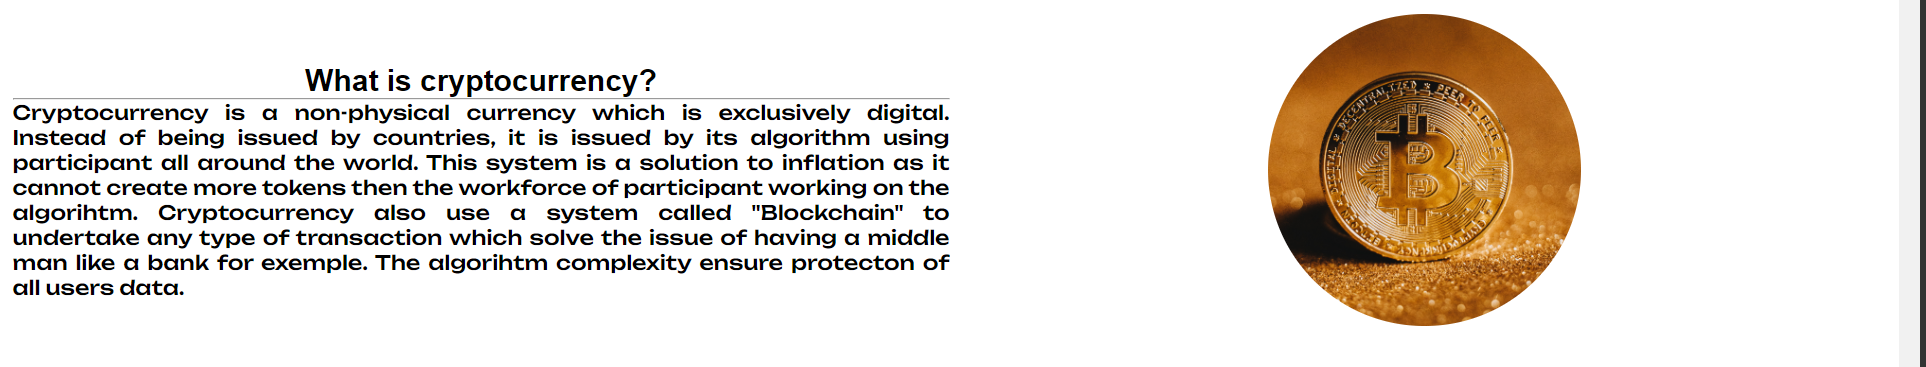 What is cryptocurrency?
Cryptocurrency is a non-physical currency which is exclusively digital.
Instead of being issued by countries, it is issued by its algorithm using
participant all around the world. This system is a solution to inflation as it
cannot create more tokens then the workforce of participant working on the
algorihtm. Cryptocurrency also use a system called "Blockchain" to
undertake any type of transaction which solve the issue of having a middle
man like a bank for exemple. The algorihtm complexity ensure protecton of
all users data.
DIGITAL ★ DECENTRALIZED ★ PEER TO PEER ★